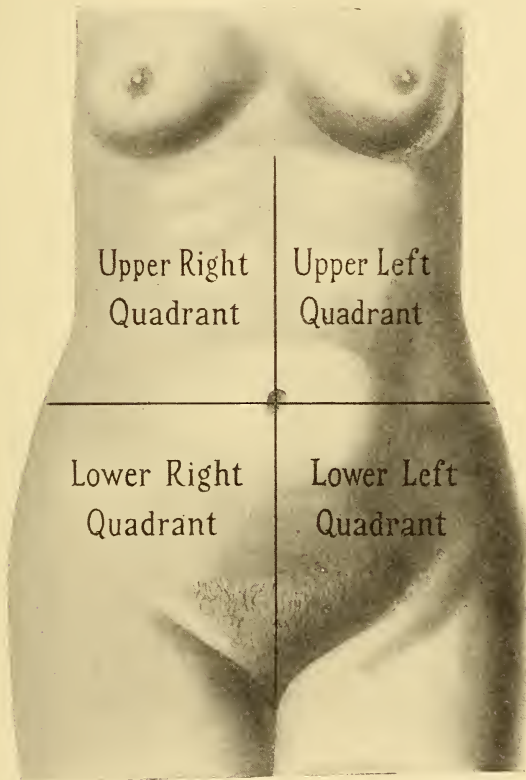 Upper Right
Quadrant
Upper Left
Quadrant
Lower Right
Quadrant
Lower Left
Quadrant